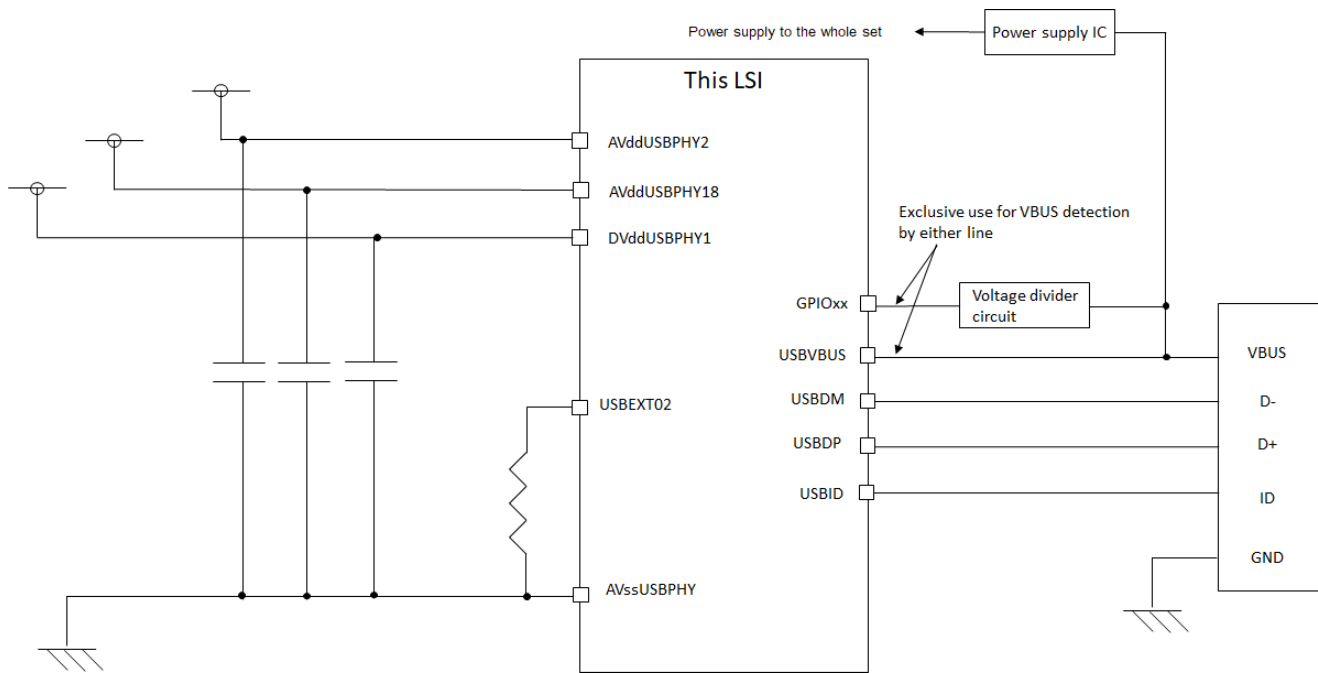 Power supply to the whole set
Power supply IC
This LSI
AVddUSBPHY2
AVddUSBPHY18
DVddUSBPHY1
Exclusive use for VBUS detection
by either line
GPIOxx
Voltage divider
circuit
USBVBUS
VBUS
USBEXT02
USBDM
D-
USBDP
D+
USBID
ID
GND
AVssUSBPHY